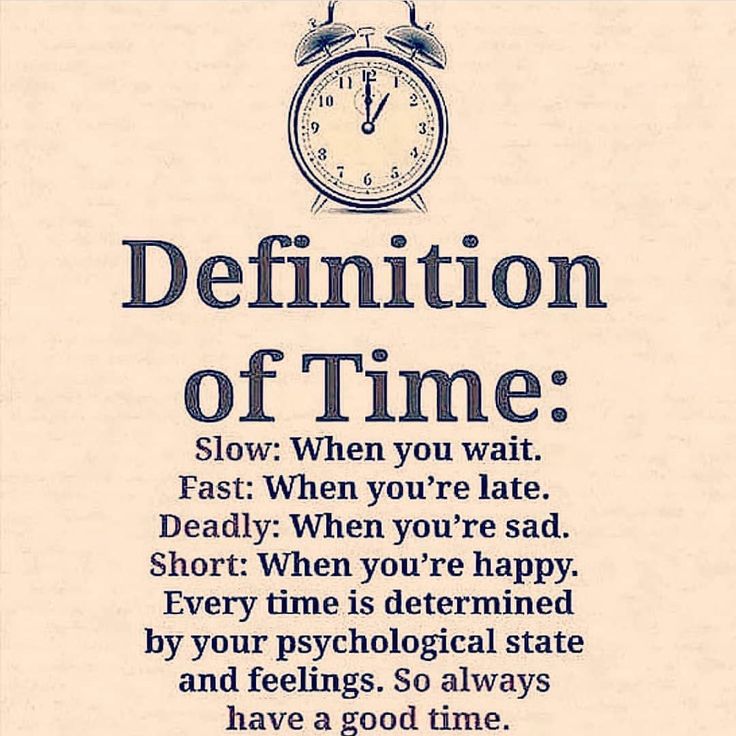 11 12 1
10
9 3
8 4
7 6 5
Definition
of Time:
Slow: When you wait.
Fast: When you're late.
Deadly: When you're sad.
Short: When you're happy.
Every time is determined
by your psychological state
and feelings. So always
have a good time.